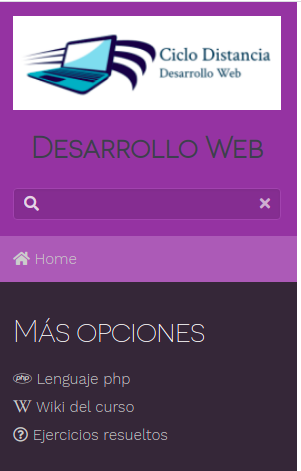 Ciclo Distancia
Desarrollo Web
Desarrollo Web
Home
Más opciones
php Lenguaje php
W Wiki del curso
Ejercicios resueltos